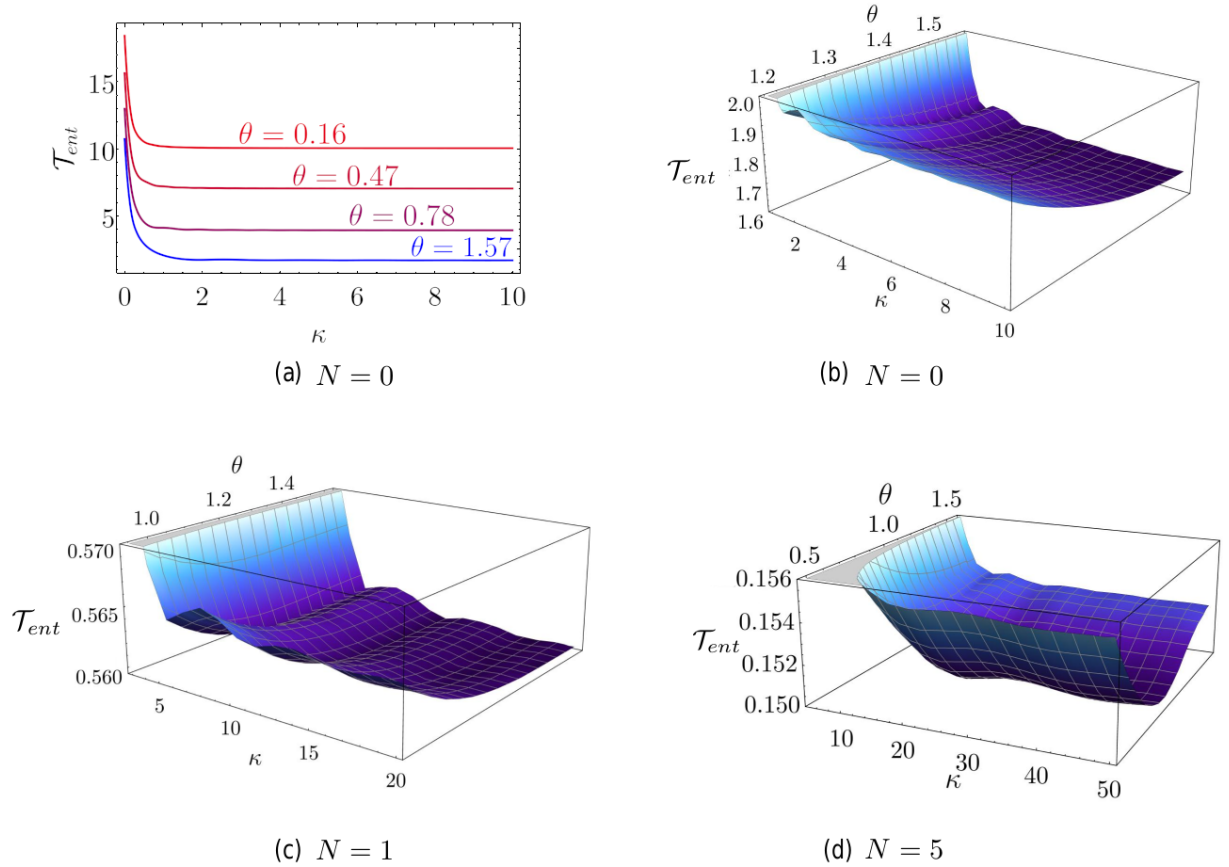 15
10
5
𝒯ent
θ = 0.16
θ = 0.47
θ = 0.78
θ = 1.57
0 2 4 6 8 10
κ
(a) N = 0
θ
1.2 1.3 1.4 1.5
2.0
1.9
1.8
1.7
1.6
𝒯ent
2 4 6 8 10
κ
(b) N = 0
θ
1.0 1.2 1.4
0.570
0.565
0.560
𝒯ent
5 10 15 20
κ
(c) N = 1
θ
0.5 1.0 1.5
0.156
0.154
0.152
0.150
𝒯ent
10 20 30 40 50
κ
(d) N = 5